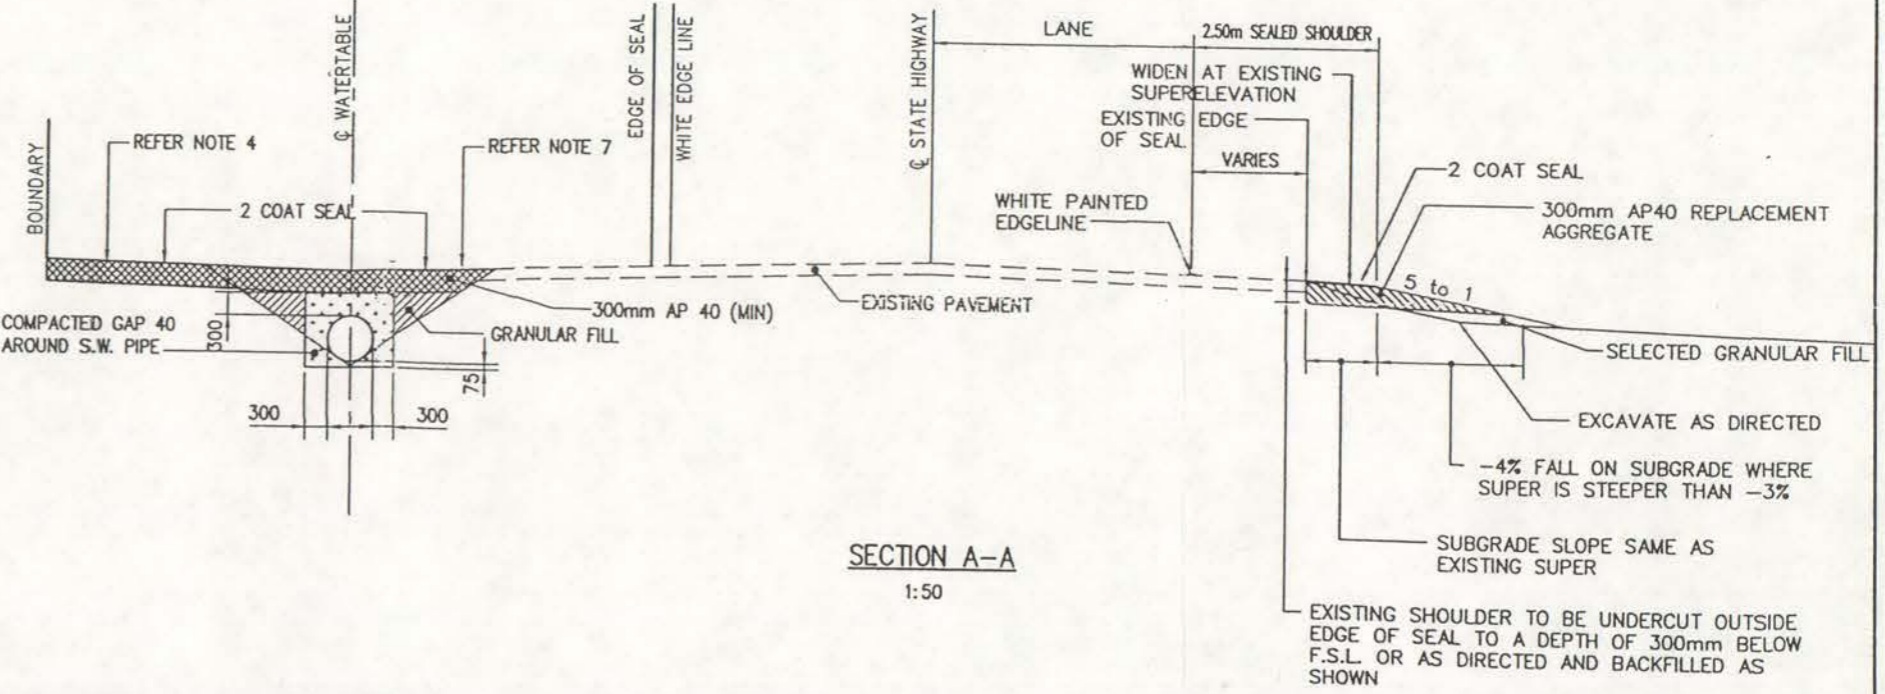 BOUNDARY
REFER NOTE 4
℄ WATERTABLE
2 COAT SEAL
REFER NOTE 7
EDGE OF SEAL
WHITE EDGE LINE
℄ STATE HIGHWAY
LANE
2.50m SEALED SHOULDER
WIDEN AT EXISTING
SUPERELEVATION
EXISTING EDGE
OF SEAL
VARIES
WHITE PAINTED
EDGELINE
2 COAT SEAL
300mm AP40 REPLACEMENT
AGGREGATE
5 to 1
COMPACTED GAP 40
AROUND S.W. PIPE
300
300mm AP 40 (MIN)
GRANULAR FILL
EXISTING PAVEMENT
75
300
300
SELECTED GRANULAR FILL
EXCAVATE AS DIRECTED
-4% FALL ON SUBGRADE WHERE
SUPER IS STEEPER THAN -3%
SUBGRADE SLOPE SAME AS
EXISTING SUPER
EXISTING SHOULDER TO BE UNDERCUT OUTSIDE
EDGE OF SEAL TO A DEPTH OF 300mm BELOW
F.S.L. OR AS DIRECTED AND BACKFILLED AS
SHOWN
SECTION A-A
1:50